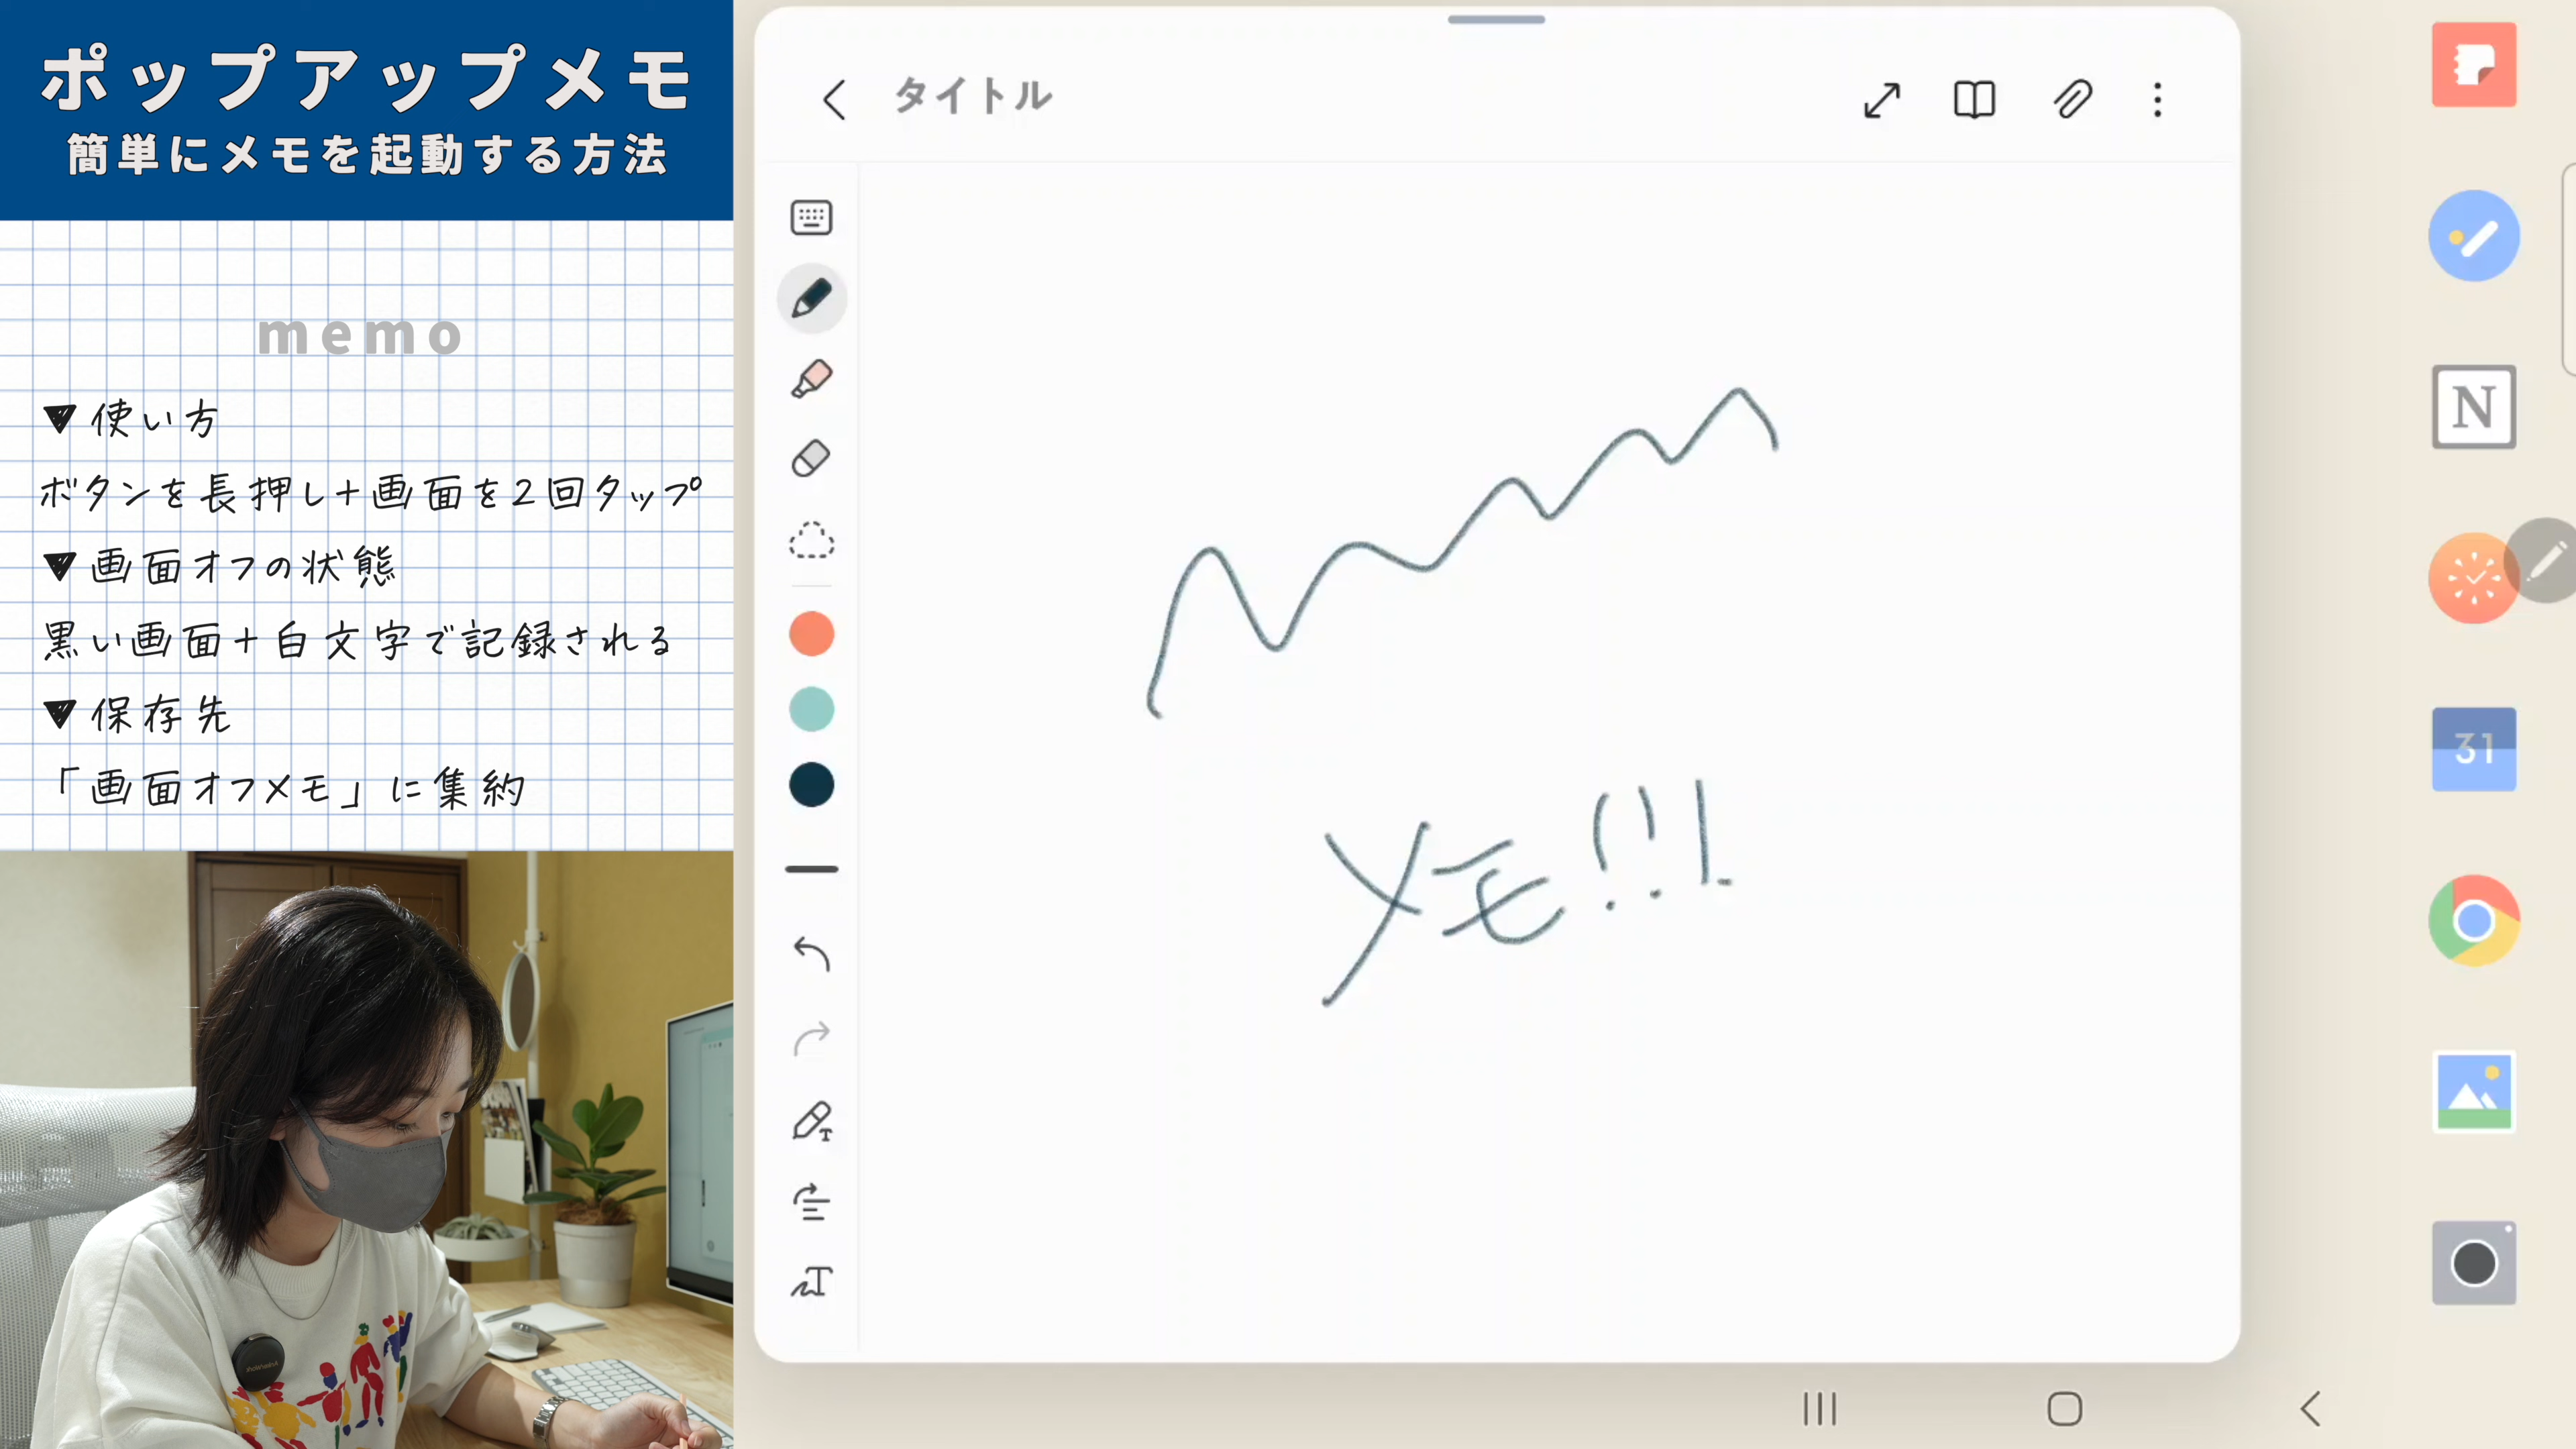 ポップアップメモ
簡単にメモを起動する方法
memo
▼使い方
ボタンを長押し+画面を2回タップ
▼画面オフの状態
黒い画面+白文字で記録される
▼保存先
「画面オフメモ」に集約
タイトル
メモ!!!
N
31